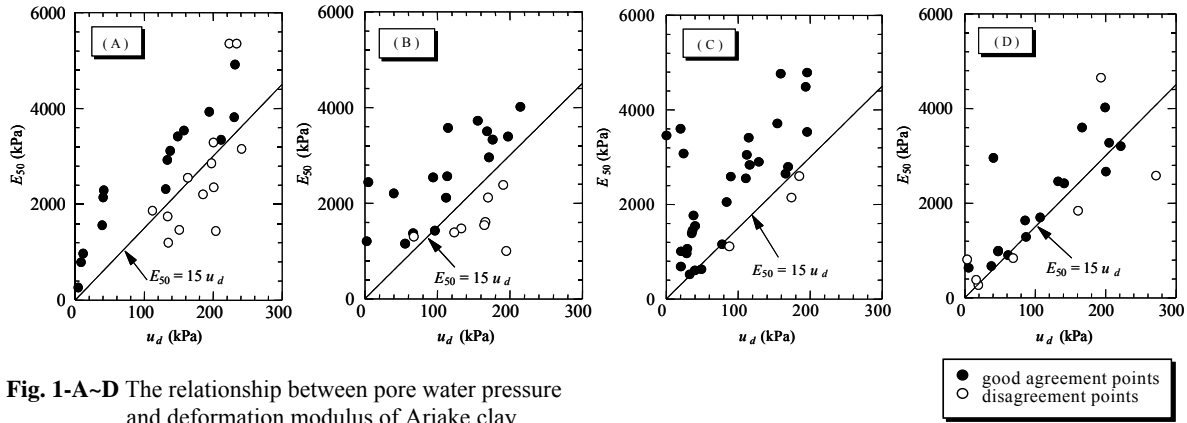 6000
4000
2000
0
E50 (kPa)
( A )
E50 = 15 ud
0 100 200 300
ud (kPa)
6000
4000
2000
0
E50 (kPa)
( B )
E50 = 15 ud
0 100 200 300
ud (kPa)
6000
4000
2000
0
E50 (kPa)
( C )
E50 = 15 ud
0 100 200 300
ud (kPa)
6000
4000
2000
0
E50 (kPa)
( D )
E50 = 15 ud
0 100 200 300
ud (kPa)
good agreement points
disagreement points
Fig. 1-A~D The relationship between pore water pressure
and deformation modulus of Ariake clay